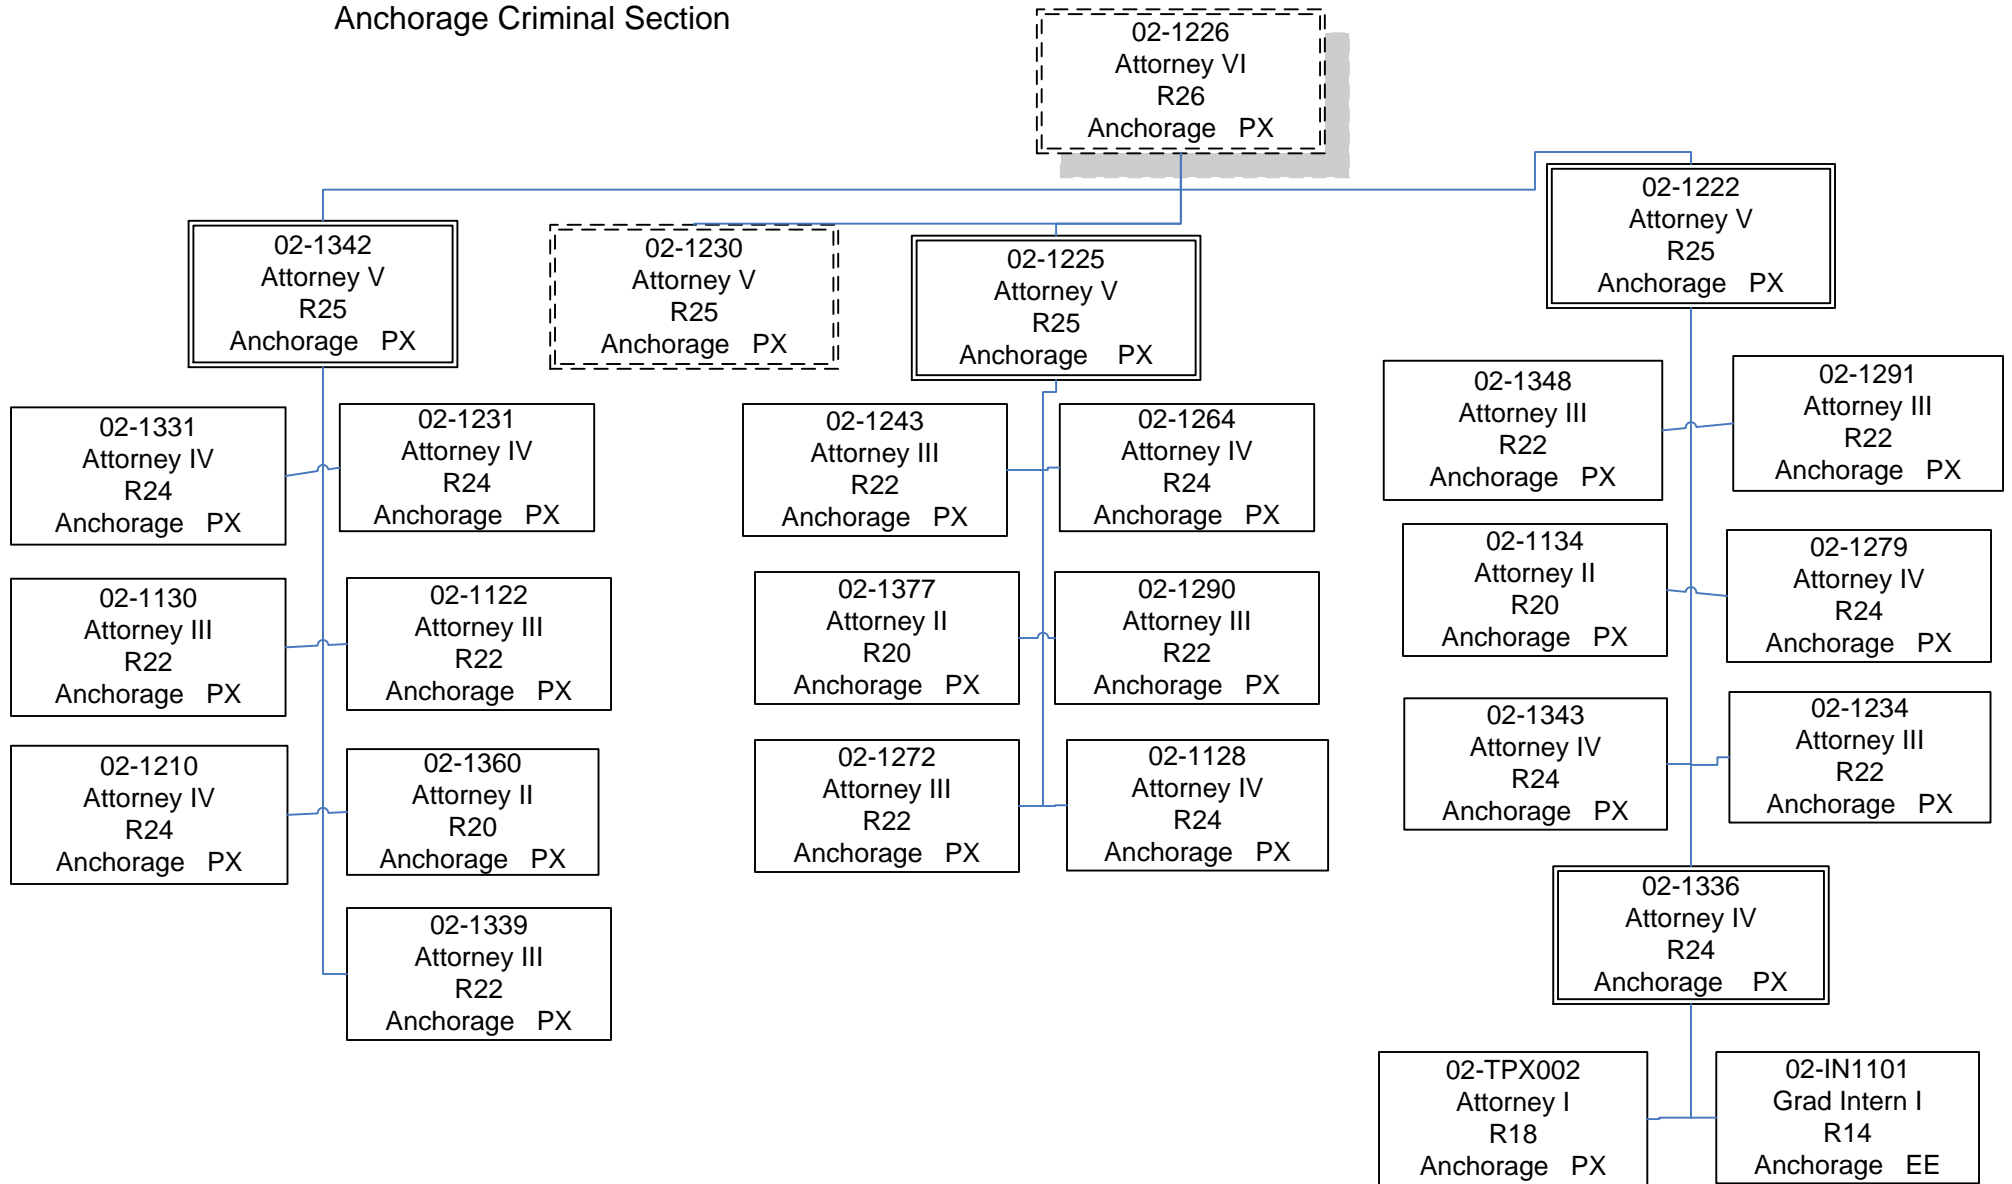 Anchorage Criminal Section
02-1226
Attorney VI
R26
Anchorage PX
02-1342
Attorney V
R25
Anchorage PX
02-1230
Attorney V
R25
Anchorage PX
02-1225
Attorney V
R25
Anchorage PX
02-1222
Attorney V
R25
Anchorage PX
02-1331
Attorney IV
R24
Anchorage PX
02-1231
Attorney IV
R24
Anchorage PX
02-1130
Attorney III
R22
Anchorage PX
02-1122
Attorney III
R22
Anchorage PX
02-1210
Attorney IV
R24
Anchorage PX
02-1360
Attorney II
R20
Anchorage PX
02-1339
Attorney III
R22
Anchorage PX
02-1243
Attorney III
R22
Anchorage PX
02-1264
Attorney IV
R24
Anchorage PX
02-1377
Attorney II
R20
Anchorage PX
02-1290
Attorney III
R22
Anchorage PX
02-1272
Attorney III
R22
Anchorage PX
02-1128
Attorney IV
R24
Anchorage PX
02-1348
Attorney III
R22
Anchorage PX
02-1291
Attorney III
R22
Anchorage PX
02-1134
Attorney II
R20
Anchorage PX
02-1279
Attorney IV
R24
Anchorage PX
02-1343
Attorney IV
R24
Anchorage PX
02-1234
Attorney III
R22
Anchorage PX
02-1336
Attorney IV
R24
Anchorage PX
02-TPX002
Attorney I
R18
Anchorage PX
02-IN1101
Grad Intern I
R14
Anchorage EE